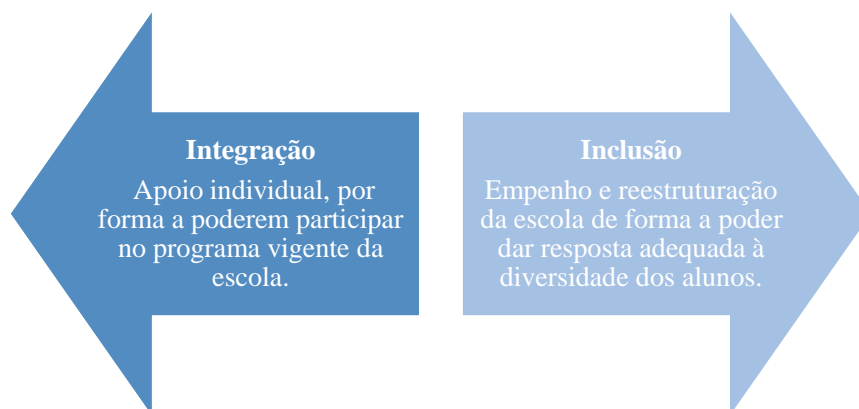 Integração
Apoio individual, por
forma a poderem participar
no programa vigente da
escola.
Inclusão
Empenho e reestruturação
da escola de forma a poder
dar resposta adequada à
diversidade dos alunos.